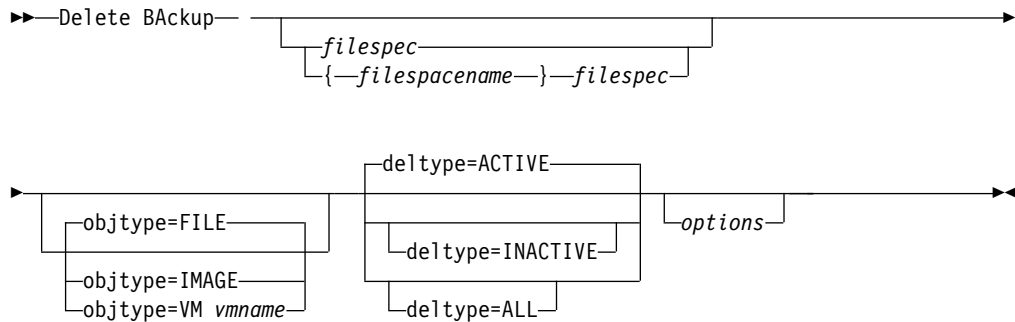 Delete BAckup
filespec
{ filespacename } filespec
deltype=ACTIVE
objtype=FILE
options
deltype=INACTIVE
objtype=IMAGE
objtype=VM vmname
deltype=ALL